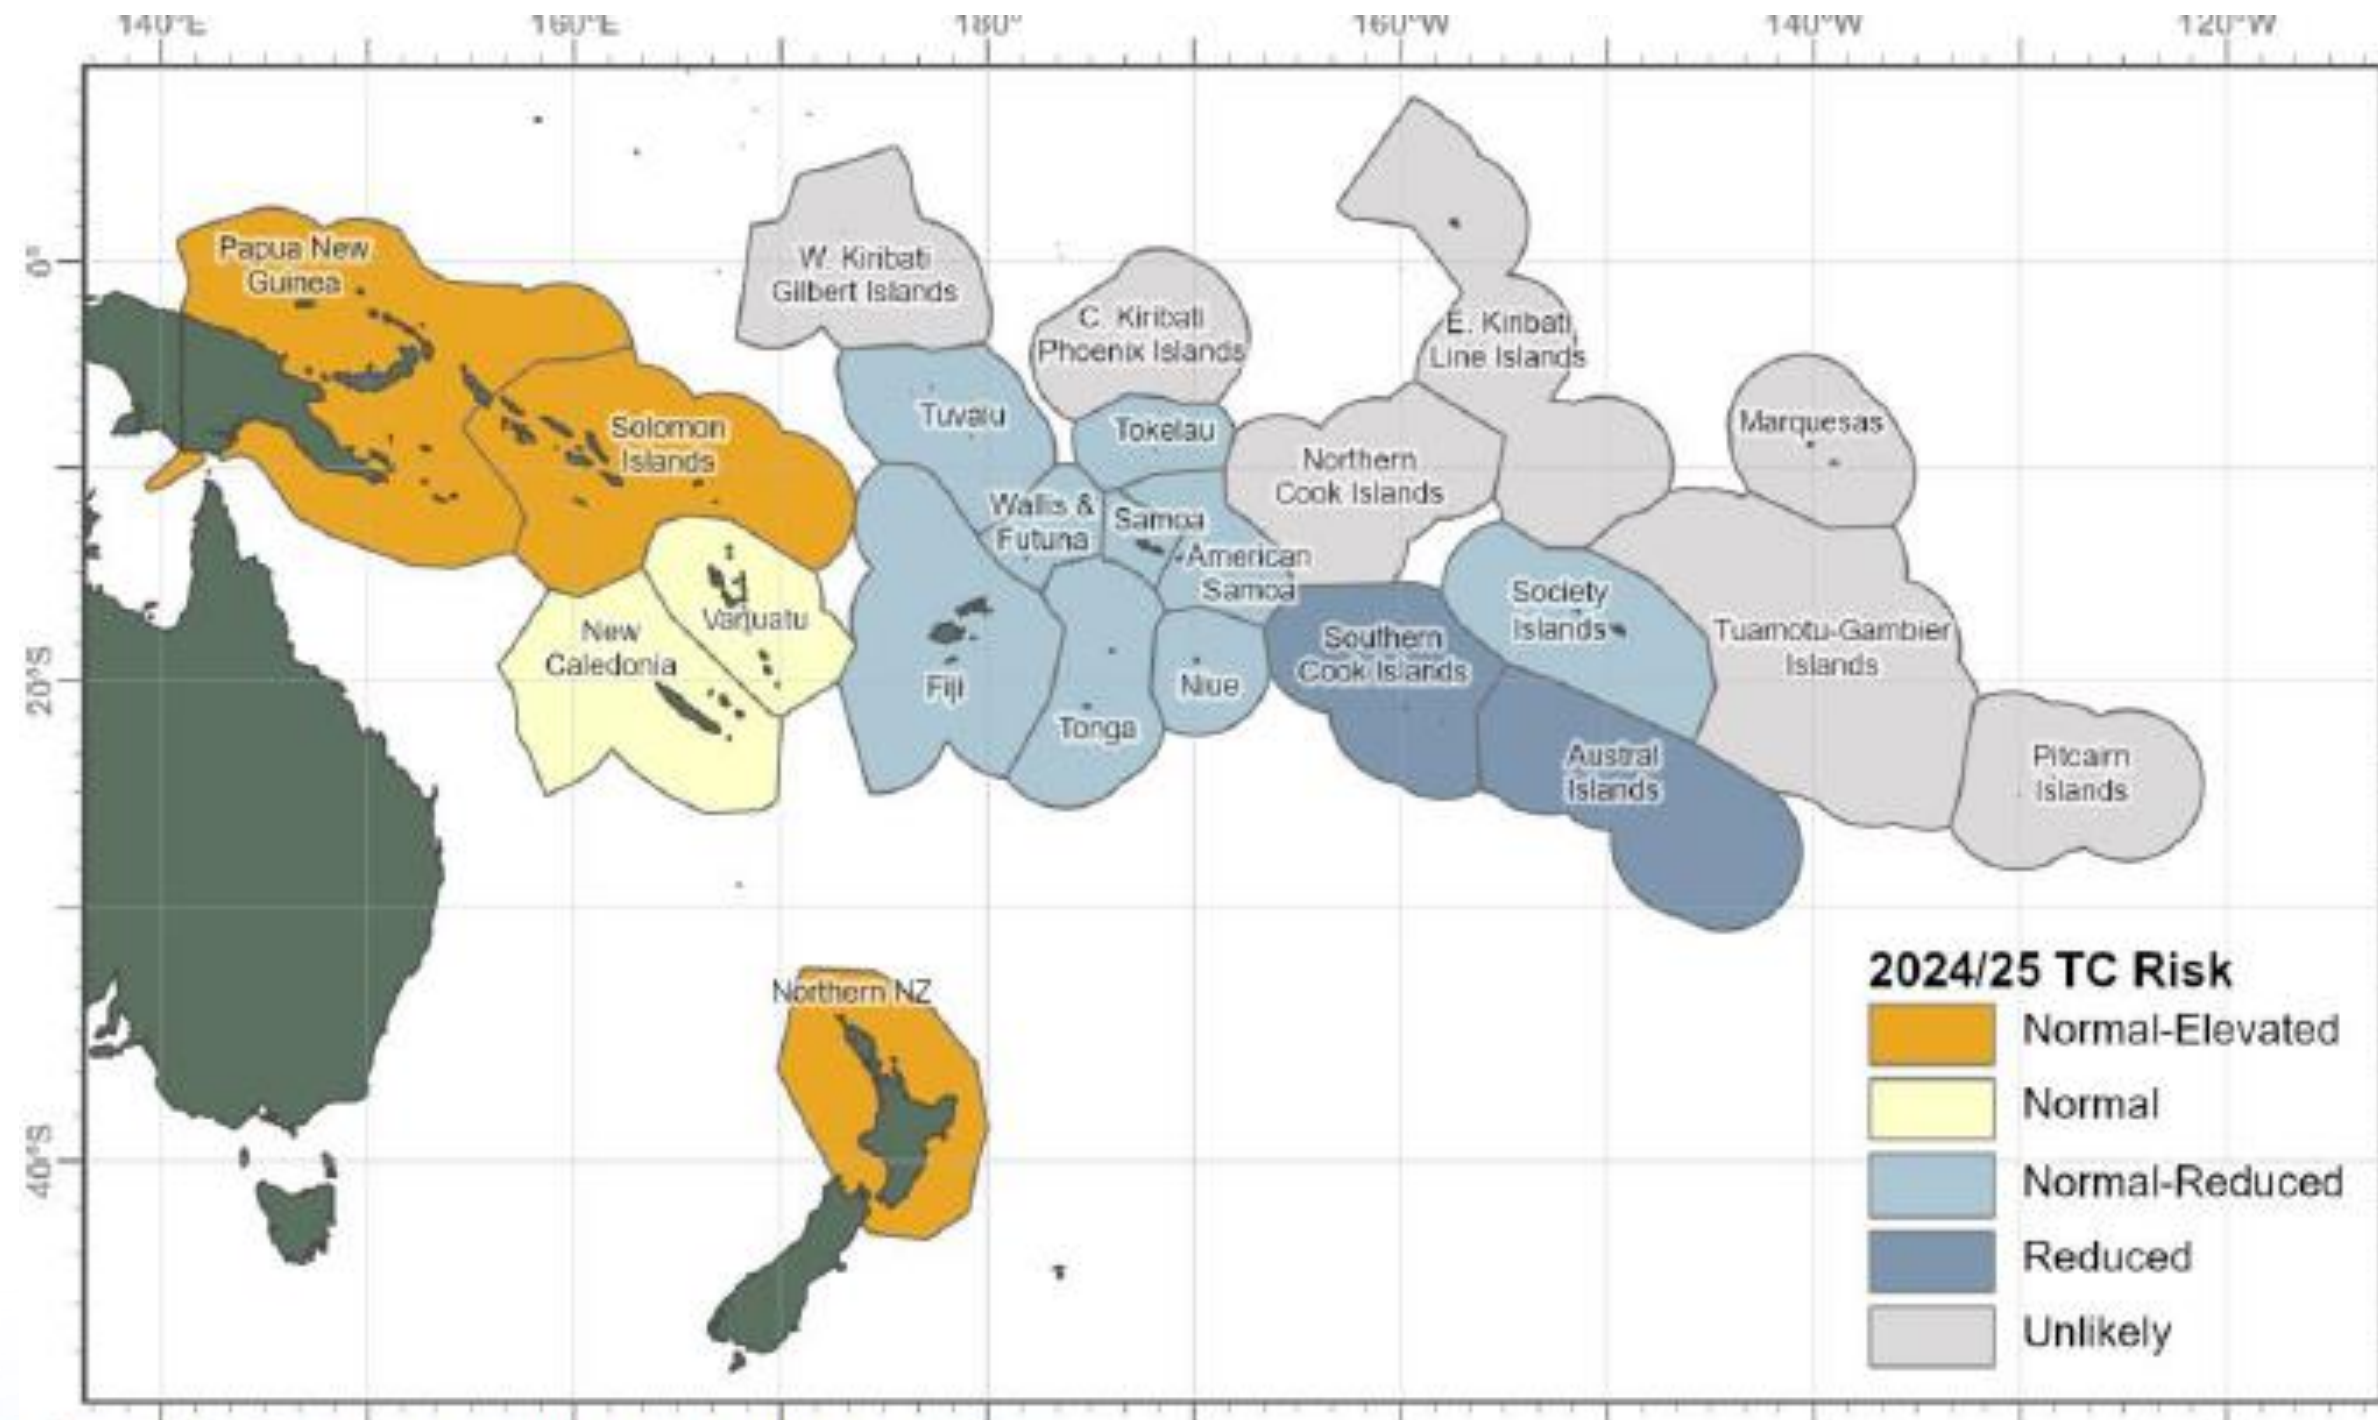 140°E 160°E 180° 160°W 140°W 120°W
0°
20°S
40°S
Papua New
Guinea
Solomon
Islands
W. Kiribati
Gilbert Islands
C. Kiribati
Phoenix Islands
E. Kiribati
Line Islands
Tuvalu
Tokelau
Northern
Cook Islands
Marquesas
Wallis &
Futuna
Samoa
American
Samoa
New
Caledonia
Vanuatu
Fiji
Tonga
Niue
Southern
Cook Islands
Society
Islands
Tuamotu-Gambier
Islands
Austral
Islands
Pitcairn
Islands
Northern NZ
2024/25 TC Risk
Normal-Elevated
Normal
Normal-Reduced
Reduced
Unlikely